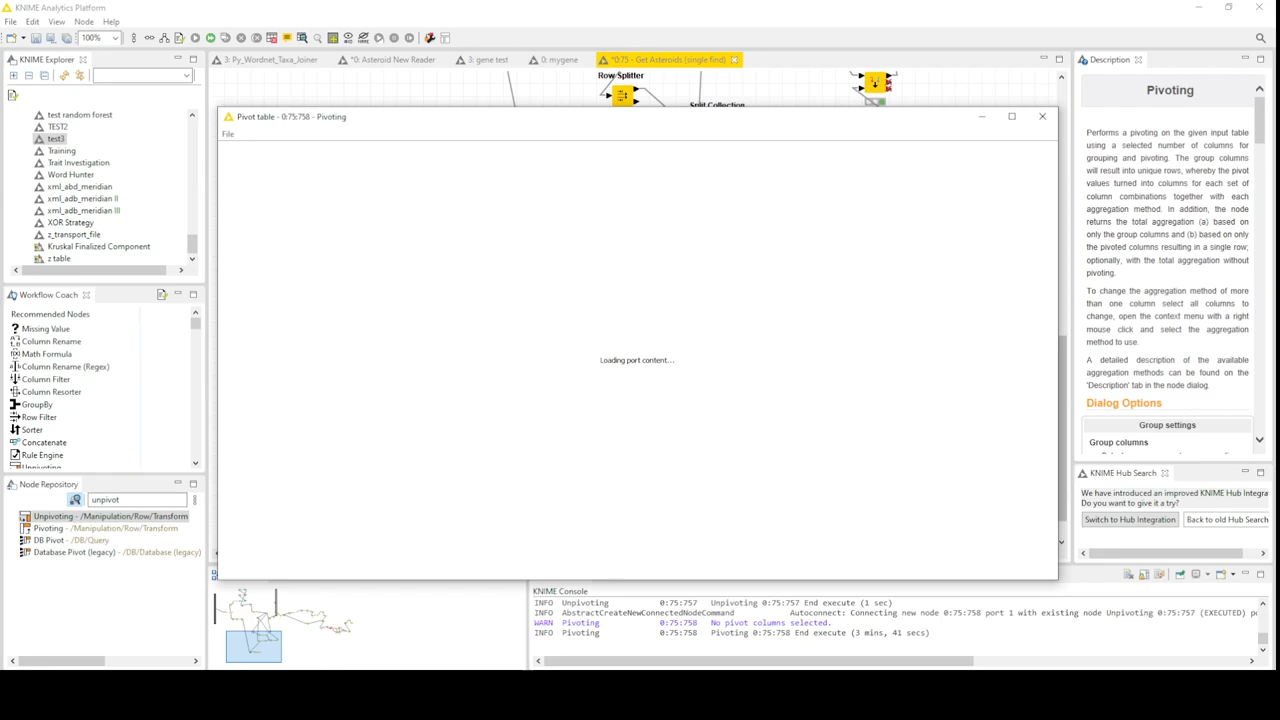 KNIME Analytics Platform
File Edit View Node Help
100%
KNIME Explorer
3: Py_Wordnet_Taxa_Joiner
*0: Asteroid New Reader
3: gene test
0: mygene
*0:75 - Get Asteroids (single find)
Description
test random forest
TEST2
test3
Training
Trait Investigation
Word Hunter
xml_abd_meridian
xml_adb_meridian II
xml_adb_meridian III
XOR Strategy
z_transport_file
Kruskal Finalized Component
z table
Row Splitter
Split Collection
Pivot table - 0:75:758 - Pivoting
File
Loading port content...
Pivoting
Performs a pivoting on the given input table
using a selected number of columns for
grouping and pivoting. The group columns
will result into unique rows, whereby the pivot
values turned into columns for each set of
column combinations together with each
aggregation method. In addition, the node
returns the total aggregation (a) based on
only the group columns and (b) based on only
the pivoted columns resulting in a single row;
optionally, with the total aggregation without
pivoting.
To change the aggregation method of more
than one column select all columns to
change, open the context menu with a right
mouse click and select the aggregation
method to use.
A detailed description of the available
aggregation methods can be found on the
'Description' tab in the node dialog.
Dialog Options
Group settings
Group columns
Workflow Coach
Recommended Nodes
Missing Value
Column Rename
Math Formula
Column Rename (Regex)
Column Filter
Column Resorter
GroupBy
Row Filter
Sorter
Concatenate
Rule Engine
Unpivoting
Node Repository
unpivot
Unpivoting - /Manipulation/Row/Transform
Pivoting - /Manipulation/Row/Transform
DB Pivot - /DB/Query
Database Pivot (legacy) - /DB/Database (legacy)
KNIME Hub Search
We have introduced an improved KNIME Hub Integra
Do you want to give it a try?
Switch to Hub Integration
Back to old Hub Search
KNIME Console
INFO Unpivoting 0:75:757 Unpivoting 0:75:757 End execute (1 sec)
INFO AbstractCreateNewConnectedNodeCommand Autoconnect: Connecting new node 0:75:758 port 1 with existing node Unpivoting 0:75:757 (EXECUTED) po
WARN Pivoting 0:75:758 No pivot columns selected.
INFO Pivoting 0:75:758 Pivoting 0:75:758 End execute (3 mins, 41 secs)